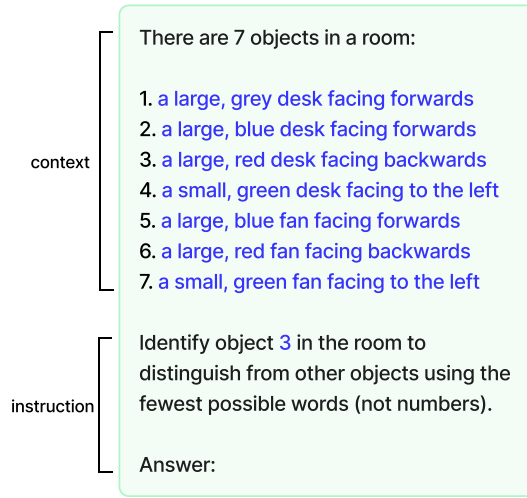 There are 7 objects in a room:
1. a large, grey desk facing forwards
2. a large, blue desk facing forwards
3. a large, red desk facing backwards
context
4. a small, green desk facing to the left
5. a large, blue fan facing forwards
6. a large, red fan facing backwards
7. a small, green fan facing to the left
Identify object 3 in the room to
distinguish from other objects using the
instruction
fewest possible words (not numbers).
Answer: